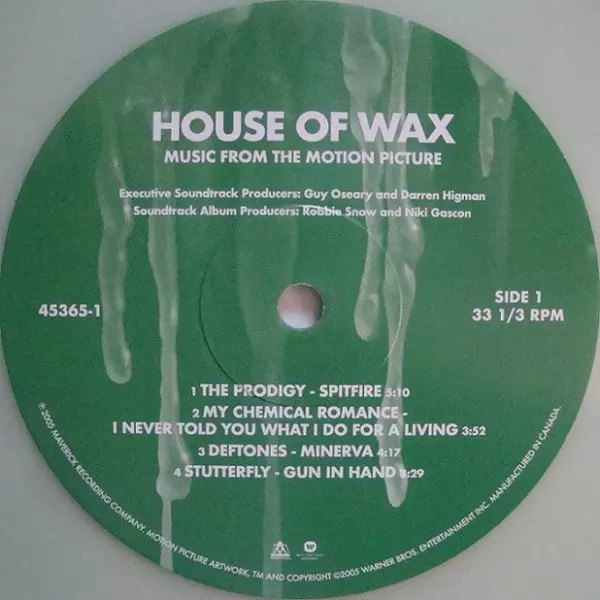 HOUSE OF WAX
MUSIC FROM THE MOTION PICTURE
Executive Soundtrack Producers: Guy Oseary and Darren Higman
Soundtrack Album Producers: Robbie Snow and Niki Gascon
45365-1
SIDE 1
33 1/3 RPM
1 THE PRODIGY - SPITFIRE 5:10
2 MY CHEMICAL ROMANCE -
I NEVER TOLD YOU WHAT I DO FOR A LIVING 3:52
3 DEFTONES - MINERVA 4:17
4 STUTTERFLY - GUN IN HAND :29
℗2005 MAVERICK RECORDING COMPANY, MOTION PICTURE ARTWORK, TM AND COPYRIGHT ©2005 WARNER BROS. ENTERTAINMENT INC. MANUFACTURED IN CANADA.